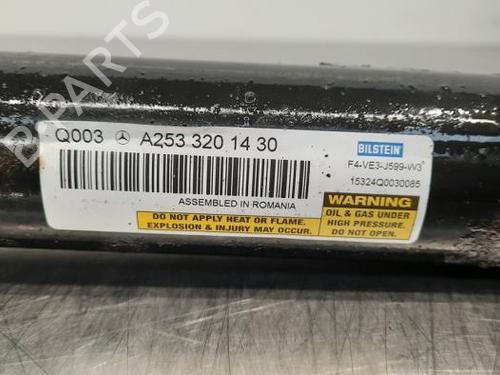 B PARTS
Q003 A253 320 14 30
BILSTEIN
F4-VE3-J599-W3
15324Q0030085
ASSEMBLED IN ROMANIA
DO NOT APPLY HEAT OR FLAME.
EXPLOSION & INJURY MAY OCCUR.
WARNING
OIL & GAS UNDER
HIGH PRESSURE.
DO NOT OPEN.